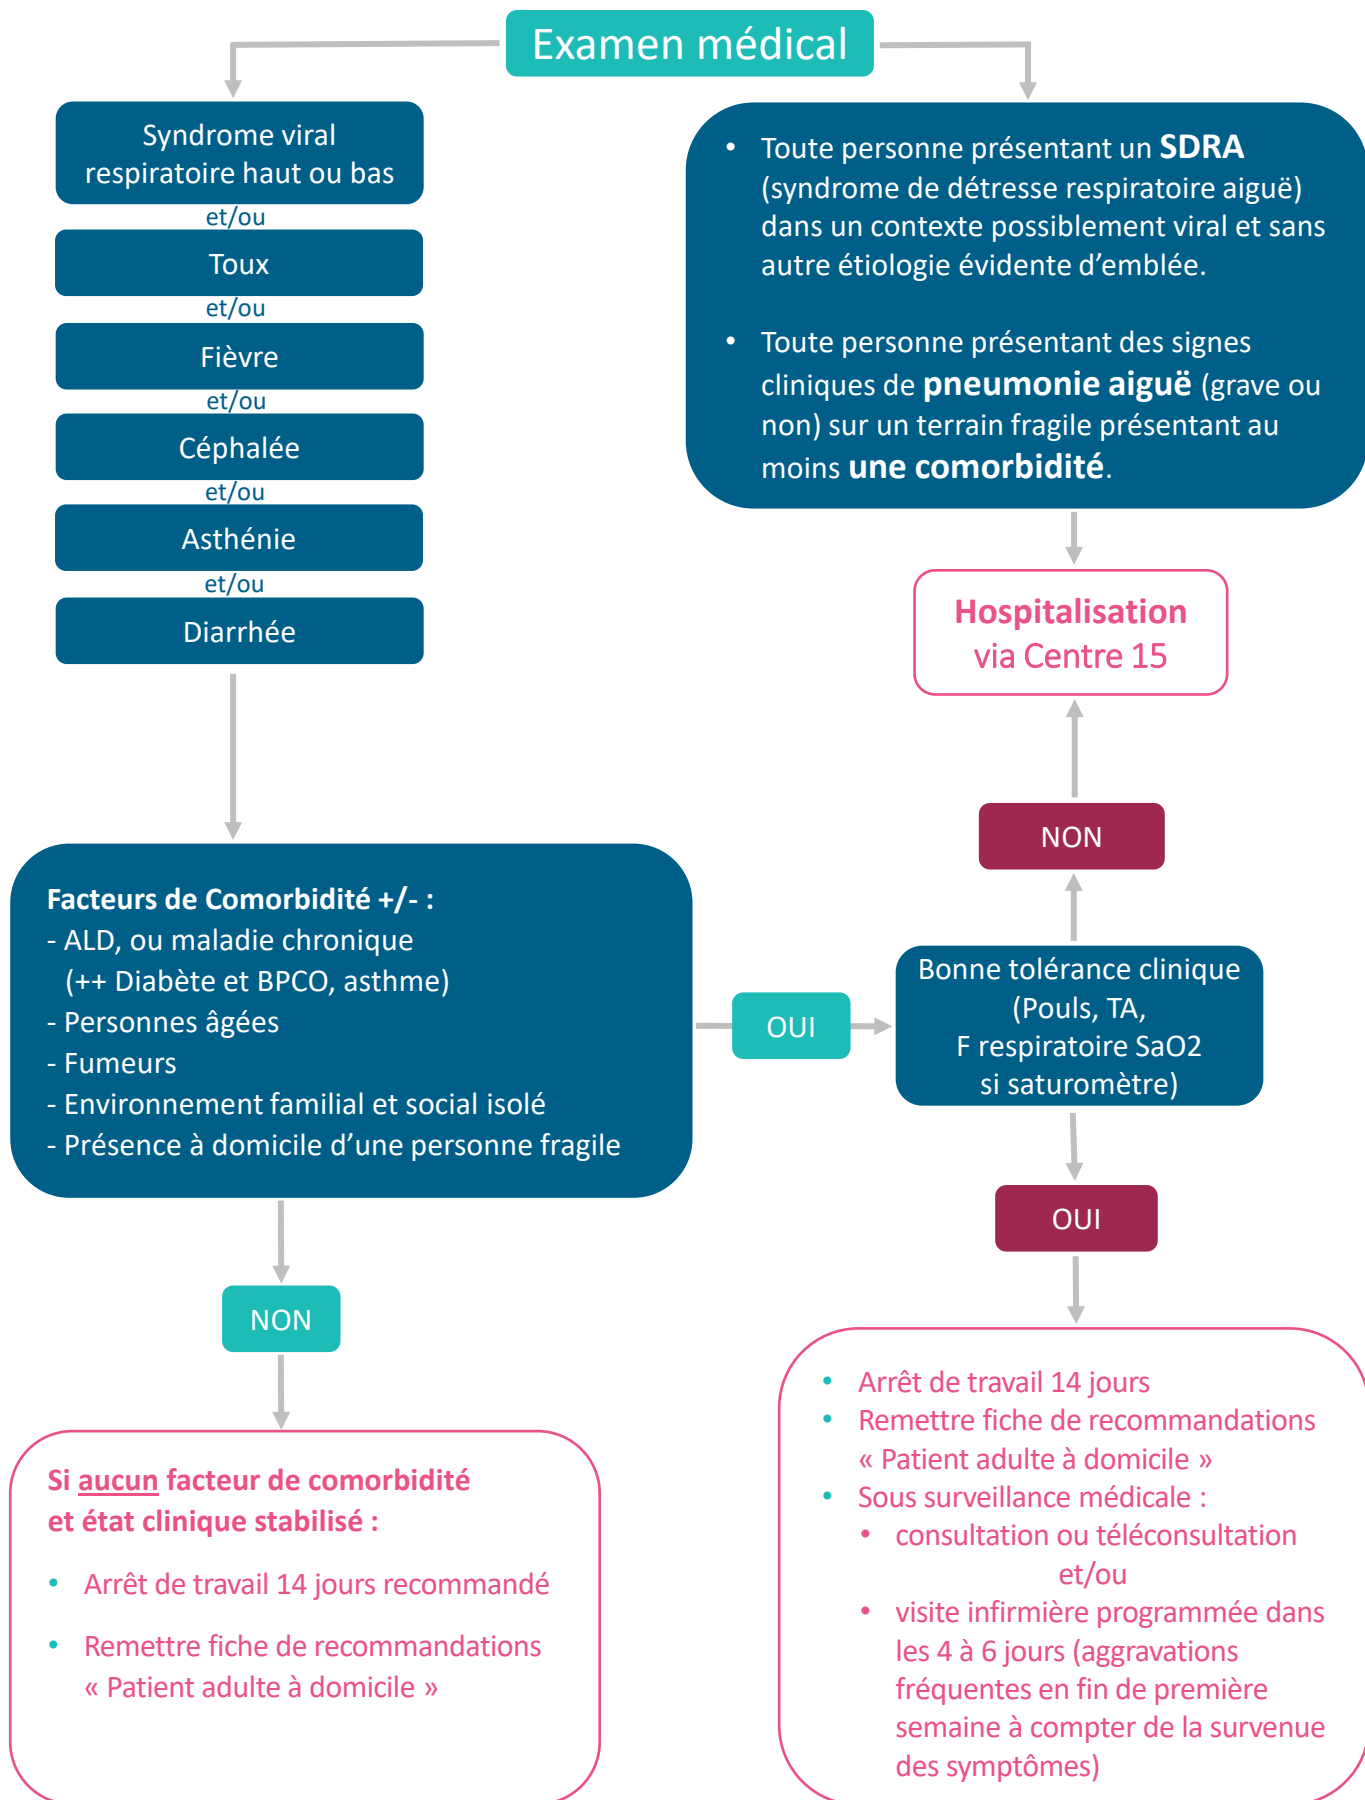 Examen médical
Syndrome viral
respiratoire haut ou bas
et/ou
Toux
et/ou
Fièvre
et/ou
Céphalée
et/ou
Asthénie
et/ou
Diarrhée
• Toute personne présentant un SDRA
(syndrome de détresse respiratoire aiguë)
dans un contexte possiblement viral et sans
autre étiologie évidente d’emblée.
• Toute personne présentant des signes
cliniques de pneumonie aiguë (grave ou
non) sur un terrain fragile présentant au
moins une comorbidité.
Hospitalisation
via Centre 15
NON
Facteurs de Comorbidité +/- :
- ALD, ou maladie chronique
(++ Diabète et BPCO, asthme)
- Personnes âgées
- Fumeurs
- Environnement familial et social isolé
- Présence à domicile d’une personne fragile
OUI
Bonne tolérance clinique
(Pouls, TA,
F respiratoire SaO2
si saturomètre)
OUI
NON
Si aucun facteur de comorbidité
et état clinique stabilisé :
• Arrêt de travail 14 jours recommandé
• Remettre fiche de recommandations
« Patient adulte à domicile »
• Arrêt de travail 14 jours
• Remettre fiche de recommandations
« Patient adulte à domicile »
• Sous surveillance médicale :
• consultation ou téléconsultation
et/ou
• visite infirmière programmée dans
les 4 à 6 jours (aggravations
fréquentes en fin de première
semaine à compter de la survenue
des symptômes)